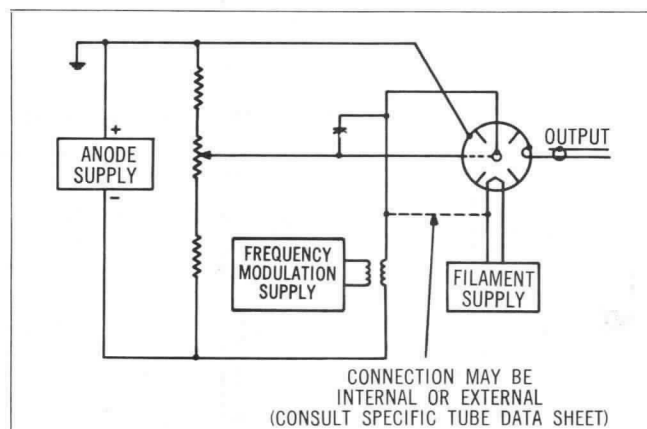 +
ANODE
SUPPLY
−
OUTPUT
FREQUENCY
MODULATION
SUPPLY
FILAMENT
SUPPLY
CONNECTION MAY BE
INTERNAL OR EXTERNAL
(CONSULT SPECIFIC TUBE DATA SHEET)